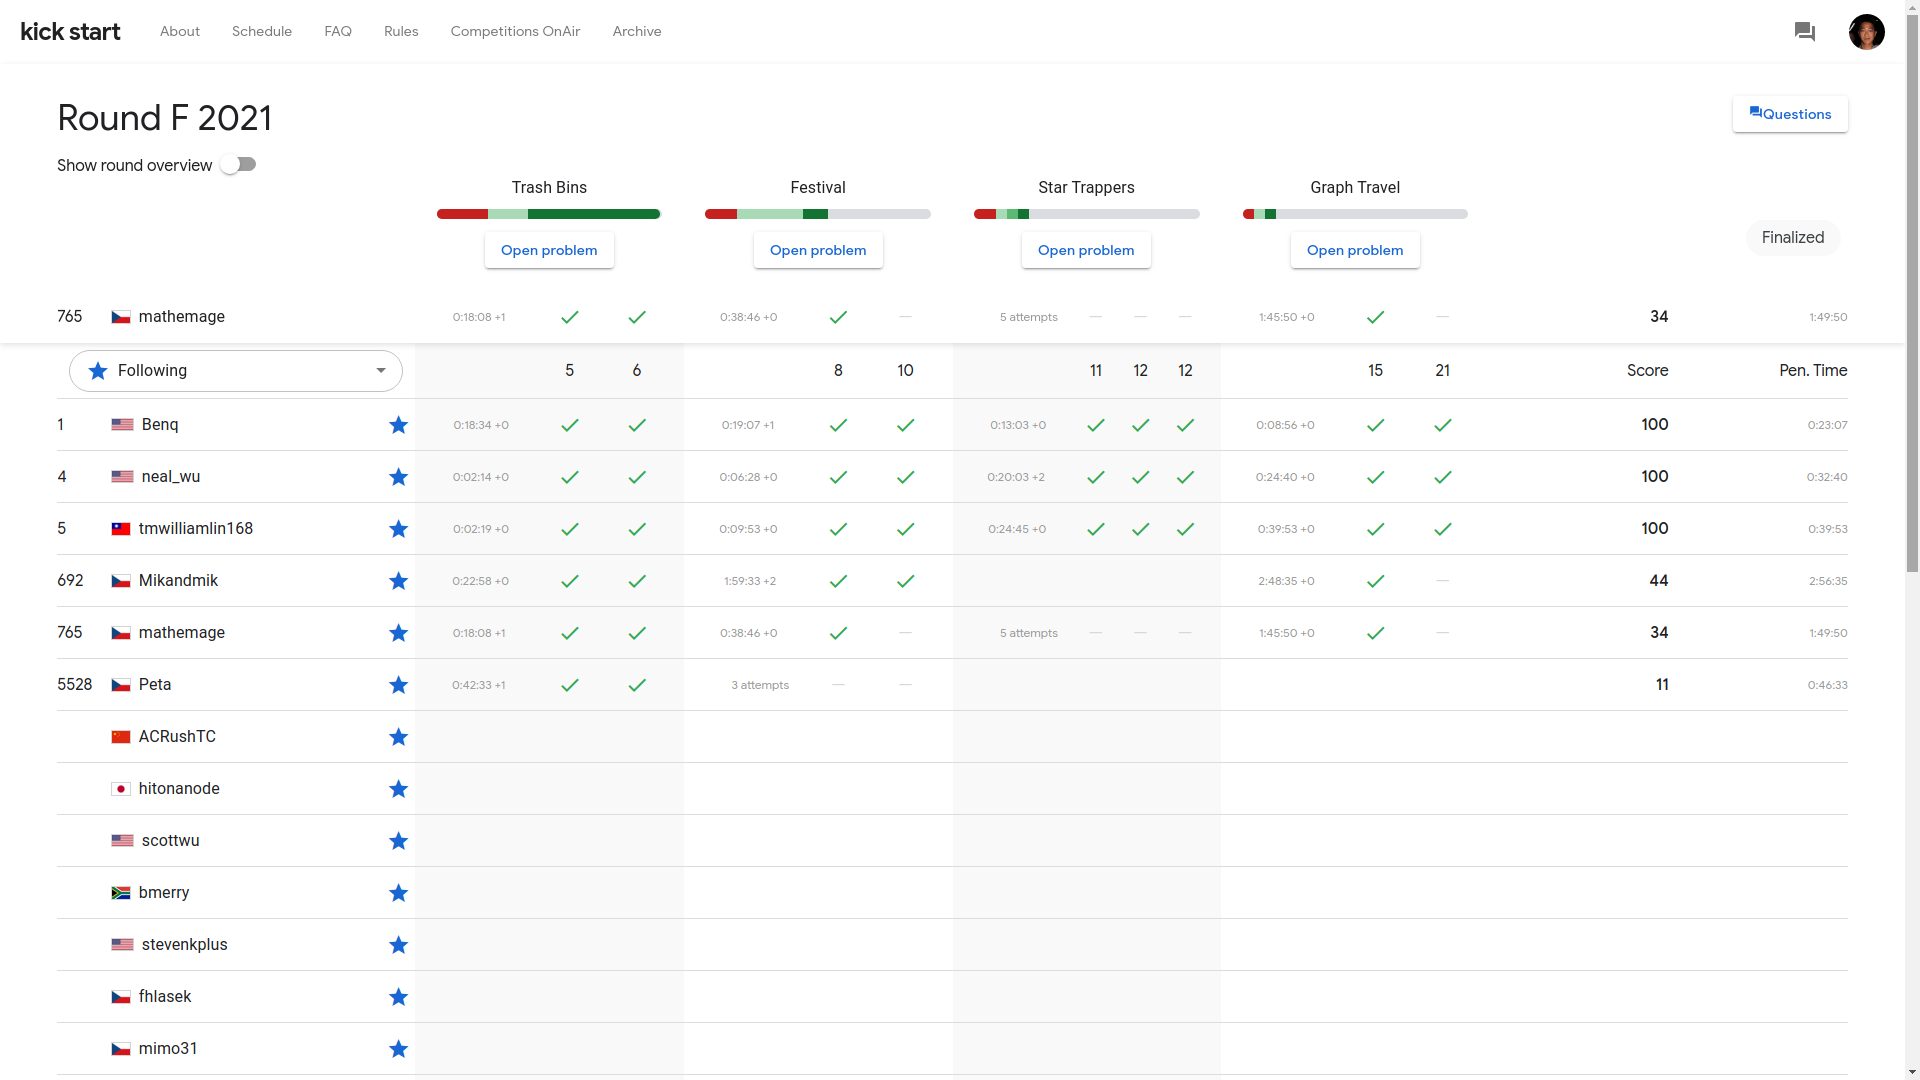 kick start About Schedule FAQ Rules Competitions OnAir Archive
Round F 2021
Questions
Show round overview
Trash Bins Festival Star Trappers Graph Travel
Open problem Open problem Open problem Open problem
Finalized
765 mathemage 0:18:08 +1 0:38:46 +0 — 5 attempts — — — 1:45:50 +0 — 34 1:49:50
Following 5 6 8 10 11 12 12 15 21 Score Pen. Time
1 Benq 0:18:34 +0 0:19:07 +1 0:13:03 +0 0:08:56 +0 100 0:23:07
4 neal_wu 0:02:14 +0 0:06:28 +0 0:20:03 +2 0:24:40 +0 100 0:32:40
5 tmwilliamlin168 0:02:19 +0 0:09:53 +0 0:24:45 +0 0:39:53 +0 100 0:39:53
692 Mikandmik 0:22:58 +0 1:59:33 +2 2:48:35 +0 — 44 2:56:35
765 mathemage 0:18:08 +1 0:38:46 +0 — 5 attempts — — — 1:45:50 +0 — 34 1:49:50
5528 Peta 0:42:33 +1 3 attempts — — 11 0:46:33
ACRushTC
hitonanode
scottwu
bmerry
stevenkplus
fhlasek
mimo31